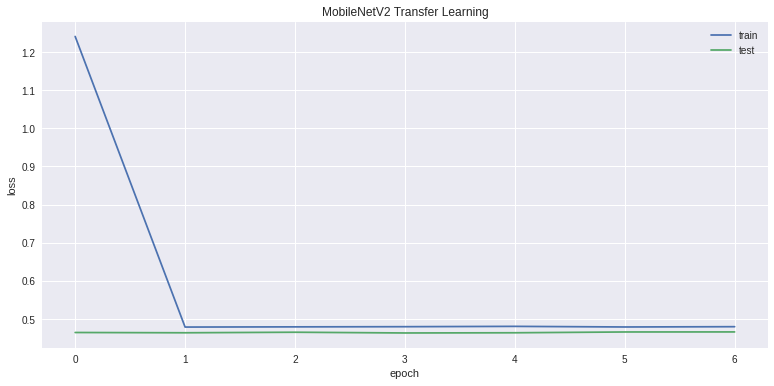 MobileNetV2 Transfer Learning
train
test
1.2
1.1
1.0
0.9
0.8
0.7
0.6
0.5
loss
0 1 2 3 4 5 6
epoch